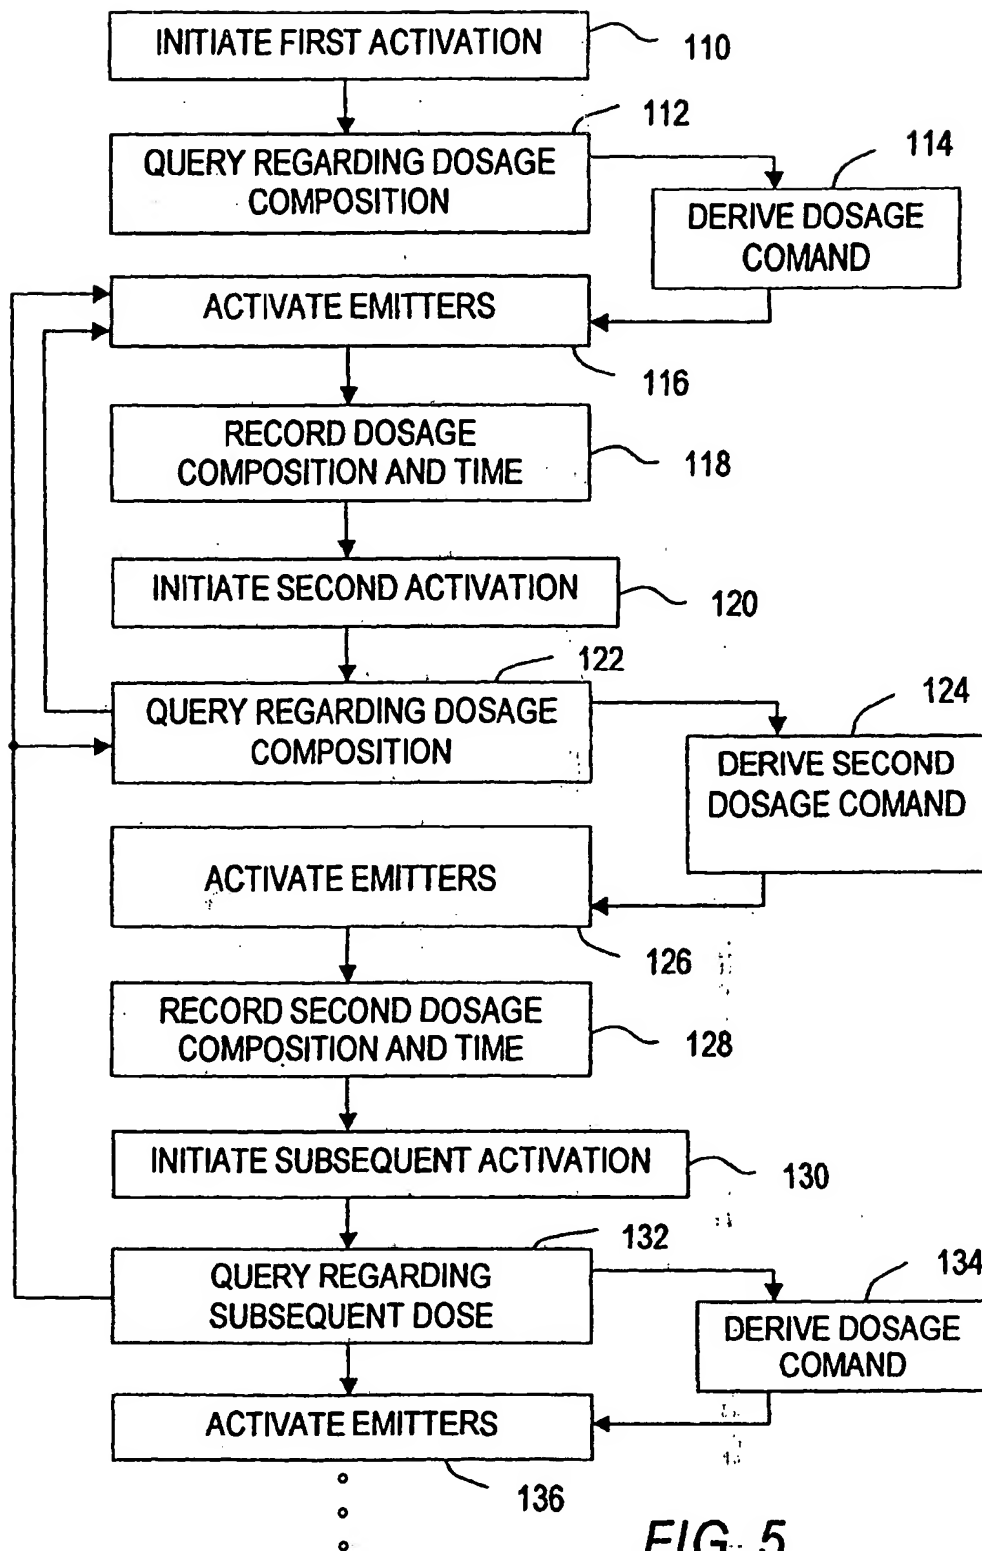 INITIATE FIRST ACTIVATION
110
112
QUERY REGARDING DOSAGE
COMPOSITION
114
DERIVE DOSAGE
COMAND
ACTIVATE EMITTERS
116
RECORD DOSAGE
COMPOSITION AND TIME
118
INITIATE SECOND ACTIVATION
120
122
QUERY REGARDING DOSAGE
COMPOSITION
124
DERIVE SECOND
DOSAGE COMAND
ACTIVATE EMITTERS
126
RECORD SECOND DOSAGE
COMPOSITION AND TIME
128
INITIATE SUBSEQUENT ACTIVATION
130
132
QUERY REGARDING
SUBSEQUENT DOSE
134
DERIVE DOSAGE
COMAND
ACTIVATE EMITTERS
136
FIG. 5